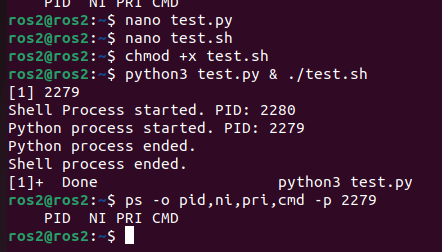 PID NI PRI CMD
ros2@ros2:~$ nano test.py
ros2@ros2:~$ nano test.sh
ros2@ros2:~$ chmod +x test.sh
ros2@ros2:~$ python3 test.py & ./test.sh
[1] 2279
Shell Process started. PID: 2280
Python process started. PID: 2279
Python process ended.
Shell process ended.
[1]+  Done                    python3 test.py
ros2@ros2:~$ ps -o pid,ni,pri,cmd -p 2279
    PID  NI PRI CMD
ros2@ros2:~$